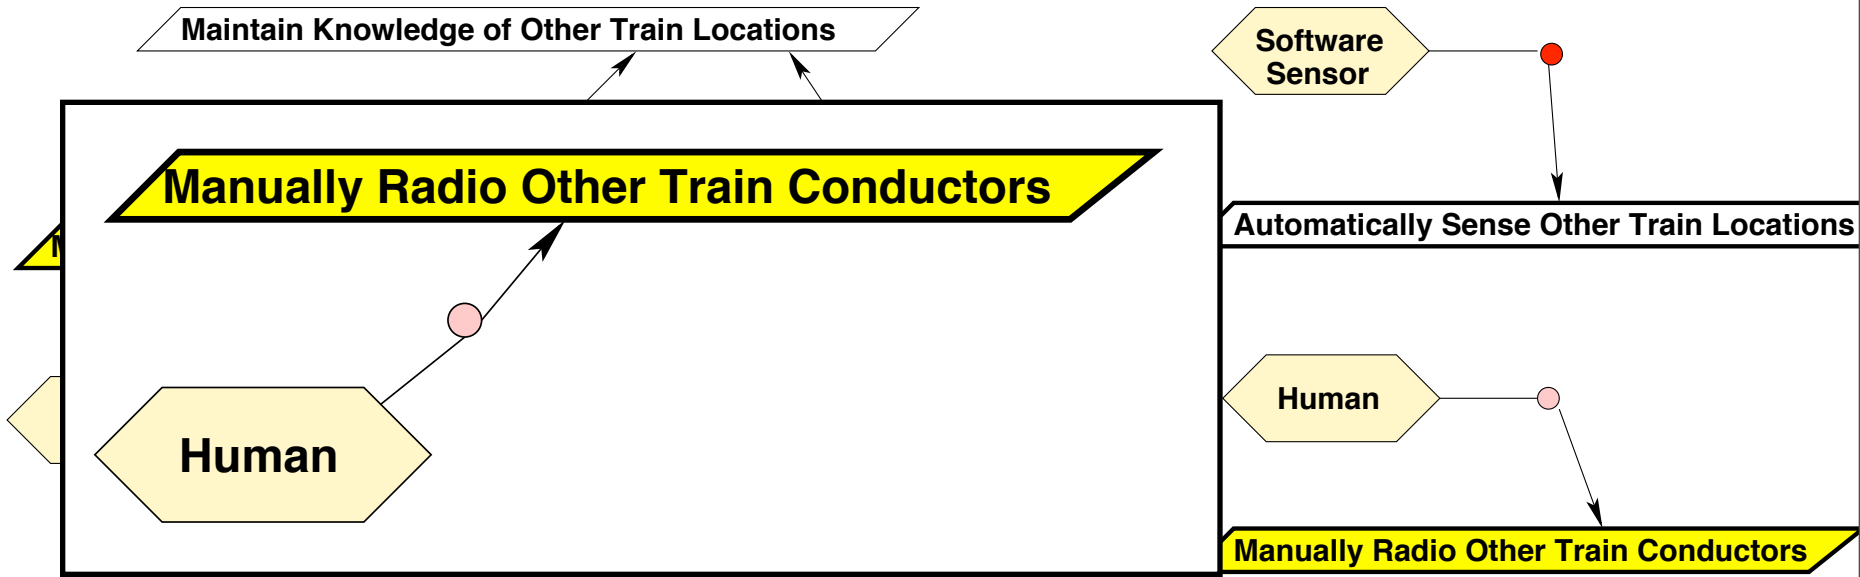 Maintain Knowledge of Other Train Locations
Software
Sensor
Manually Radio Other Train Conductors
Automatically Sense Other Train Locations
Human
Human
Manually Radio Other Train Conductors